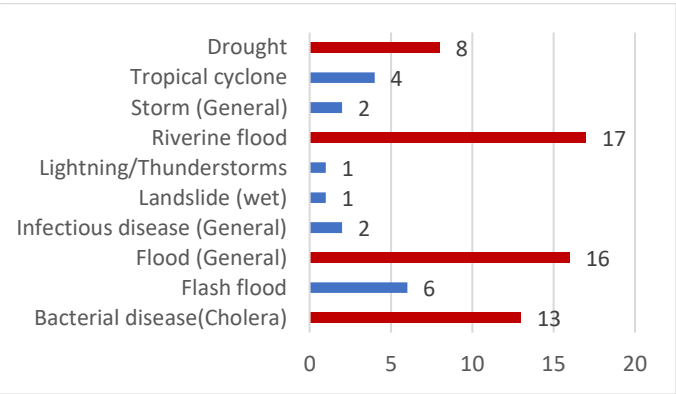 Drought 8
Tropical cyclone 4
Storm (General) 2
Riverine flood 17
Lightning/Thunderstorms 1
Landslide (wet) 1
Infectious disease (General) 2
Flood (General) 16
Flash flood 6
Bacterial disease(Cholera) 13
0 5 10 15 20